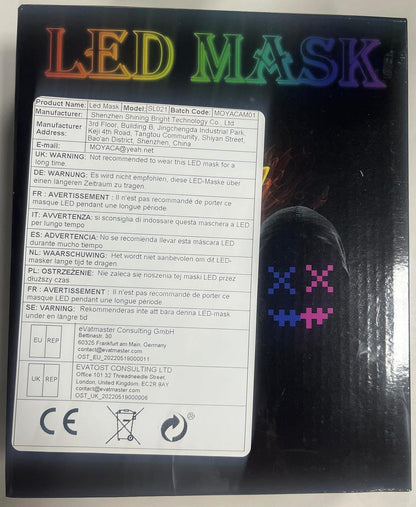 LED MASK
Product Name: Led Mask Model: SL021 Batch Code: MOYACAM01
Manufacturer: Shenzhen Shining Bright Technology Co., Ltd
Manufacturer Address: 3rd Floor, Building B, Jingchengda Industrial Park,
Keji 4th Road, Tangtou Community, Shiyan Street,
Bao'an District, Shenzhen, China
E-mail: MOYACA@yeah.net
UK: WARNING: Not recommended to wear this LED mask for a
long time.
DE: WARNUNG: Es wird nicht empfohlen, diese LED-Maske über
einen längeren Zeitraum zu tragen.
FR : AVERTISSEMENT : Il n'est pas recommandé de porter ce
masque LED pendant une longue période.
IT: AVVERTENZA: si sconsiglia di indossare questa maschera a LED
per lungo tempo
ES: ADVERTENCIA: No se recomienda llevar esta máscara LED
durante mucho tiempo
NL: WAARSCHUWING: Het wordt niet aanbevolen om dit LED-
masker lange tijd te dragen.
PL: OSTRZEŻENIE: Nie zaleca się noszenia tej maski LED przez
dłuższy czas.
FR : AVERTISSEMENT : Il n'est pas recommandé de porter ce
masque LED pendant une longue période.
SE: VARNING: Rekommenderas inte att bära denna LED-mask
under en längre tid
EU REP
eVatmaster Consulting GmbH
Bettinastr. 30
60325 Frankfurt am Main, Germany
contact@evatmaster.com
OST_EU_20220519000011
UK REP
EVATOST CONSULTING LTD
Office 101 32 Threadneedle Street,
London, United Kingdom, EC2R 8AY
contact@evatmaster.com
OST_UK_20220519000006
CE